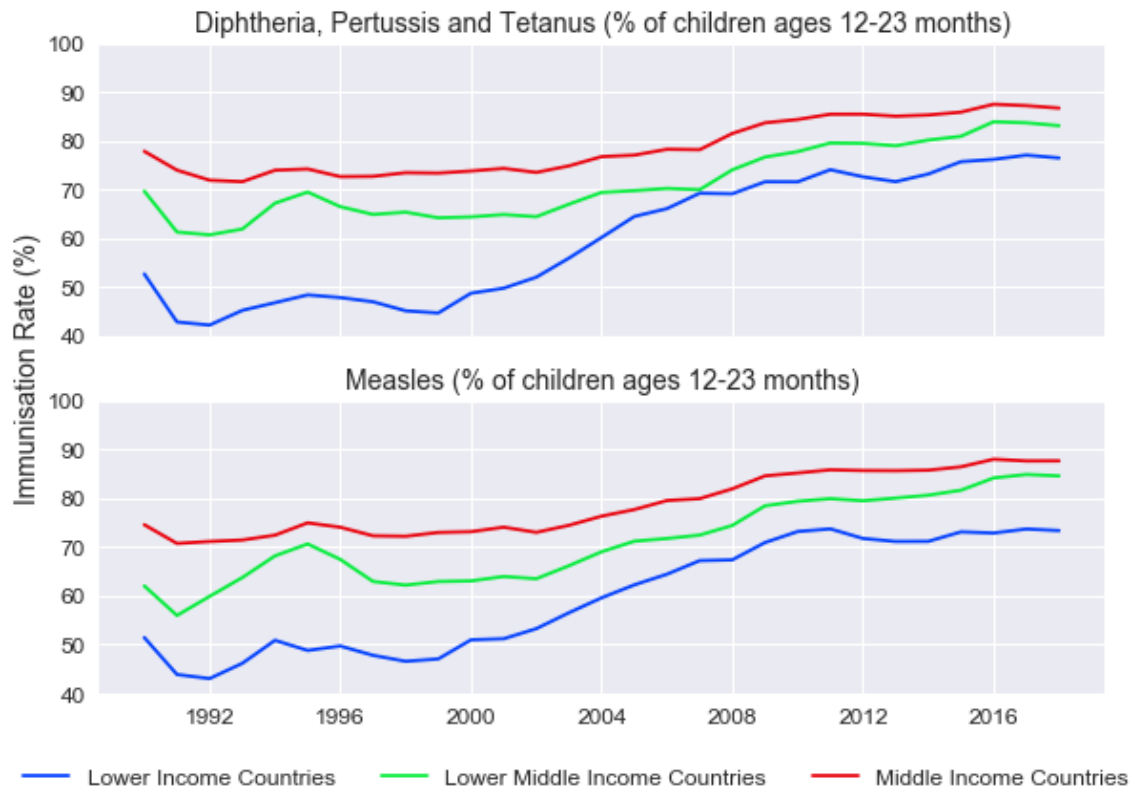 Diphtheria, Pertussis and Tetanus (% of children ages 12-23 months)
100
90
80
70
60
50
40
Immunisation Rate (%)
Measles (% of children ages 12-23 months)
100
90
80
70
60
50
40
1992 1996 2000 2004 2008 2012 2016
Lower Income Countries Lower Middle Income Countries Middle Income Countries